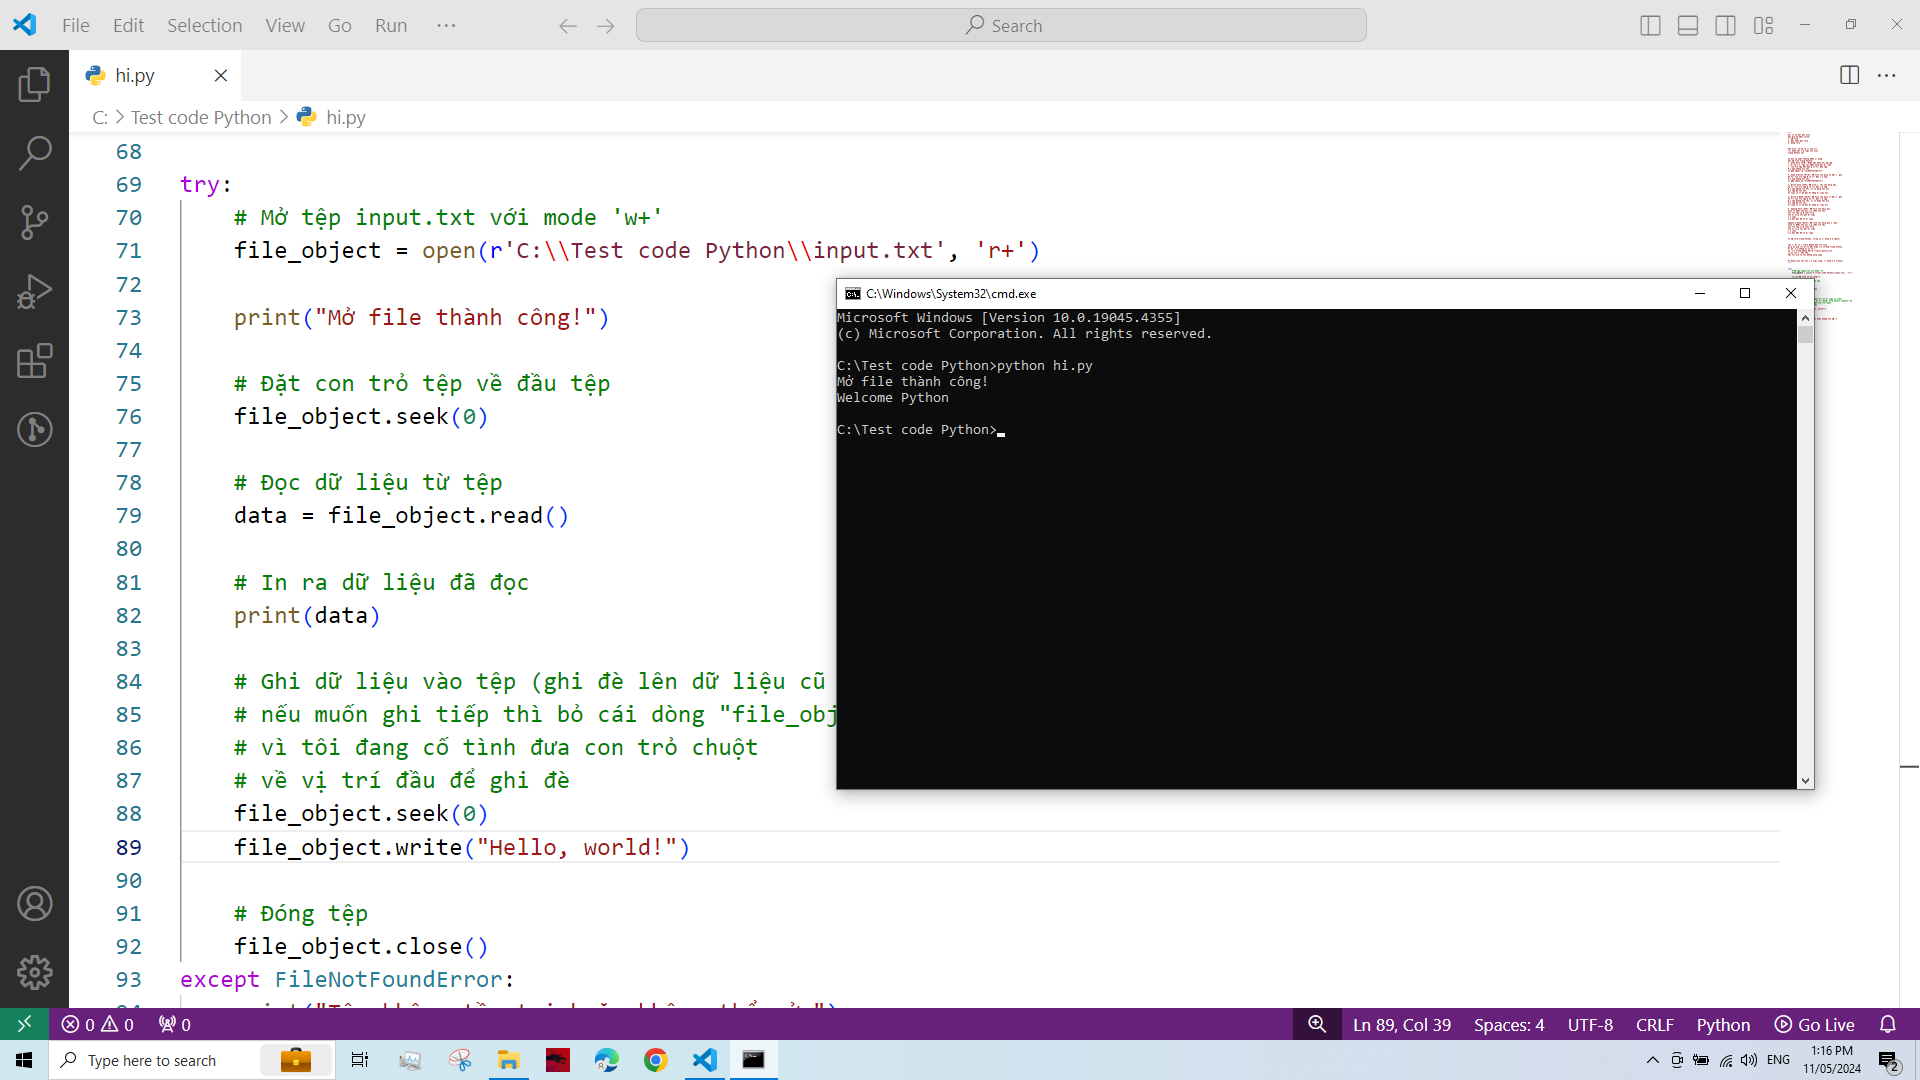 File Edit Selection View Go Run ...
Search
hi.py
C: > Test code Python > hi.py
68
69 try:
70 # Mở tệp input.txt với mode 'w+'
71 file_object = open(r'C:\\Test code Python\\input.txt', 'r+')
72
73 print("Mở file thành công!")
74
75 # Đặt con trỏ tệp về đầu tệp
76 file_object.seek(0)
77
78 # Đọc dữ liệu từ tệp
79 data = file_object.read()
80
81 # In ra dữ liệu đã đọc
82 print(data)
83
84 # Ghi dữ liệu vào tệp (ghi đè lên dữ liệu cũ
85 # nếu muốn ghi tiếp thì bỏ cái dòng "file_obj
86 # vì tôi đang cố tình đưa con trỏ chuột
87 # về vị trí đầu để ghi đè
88 file_object.seek(0)
89 file_object.write("Hello, world!")
90
91 # Đóng tệp
92 file_object.close()
93 except FileNotFoundError:
C:\Windows\System32\cmd.exe
Microsoft Windows [Version 10.0.19045.4355]
(c) Microsoft Corporation. All rights reserved.
C:\Test code Python>python hi.py
Mở file thành công!
Welcome Python
C:\Test code Python>
0 0 0
Ln 89, Col 39 Spaces: 4 UTF-8 CRLF Python Go Live
Type here to search
ENG
1:16 PM
11/05/2024
2